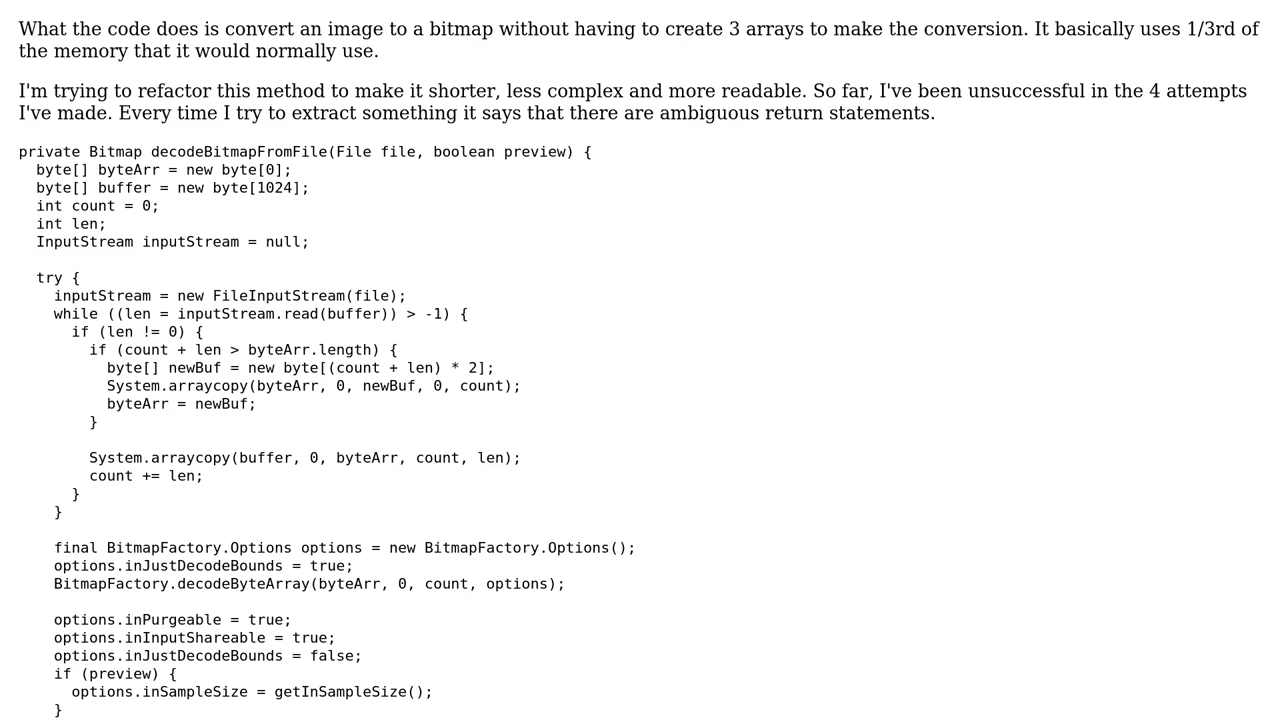 What the code does is convert an image to a bitmap without having to create 3 arrays to make the conversion. It basically uses 1/3rd of
the memory that it would normally use.
I'm trying to refactor this method to make it shorter, less complex and more readable. So far, I've been unsuccessful in the 4 attempts
I've made. Every time I try to extract something it says that there are ambiguous return statements.
private Bitmap decodeBitmapFromFile(File file, boolean preview) {
  byte[] byteArr = new byte[0];
  byte[] buffer = new byte[1024];
  int count = 0;
  int len;
  InputStream inputStream = null;

  try {
    inputStream = new FileInputStream(file);
    while ((len = inputStream.read(buffer)) > -1) {
      if (len != 0) {
        if (count + len > byteArr.length) {
          byte[] newBuf = new byte[(count + len) * 2];
          System.arraycopy(byteArr, 0, newBuf, 0, count);
          byteArr = newBuf;
        }

        System.arraycopy(buffer, 0, byteArr, count, len);
        count += len;
      }
    }

    final BitmapFactory.Options options = new BitmapFactory.Options();
    options.inJustDecodeBounds = true;
    BitmapFactory.decodeByteArray(byteArr, 0, count, options);

    options.inPurgeable = true;
    options.inInputShareable = true;
    options.inJustDecodeBounds = false;
    if (preview) {
      options.inSampleSize = getInSampleSize();
    }